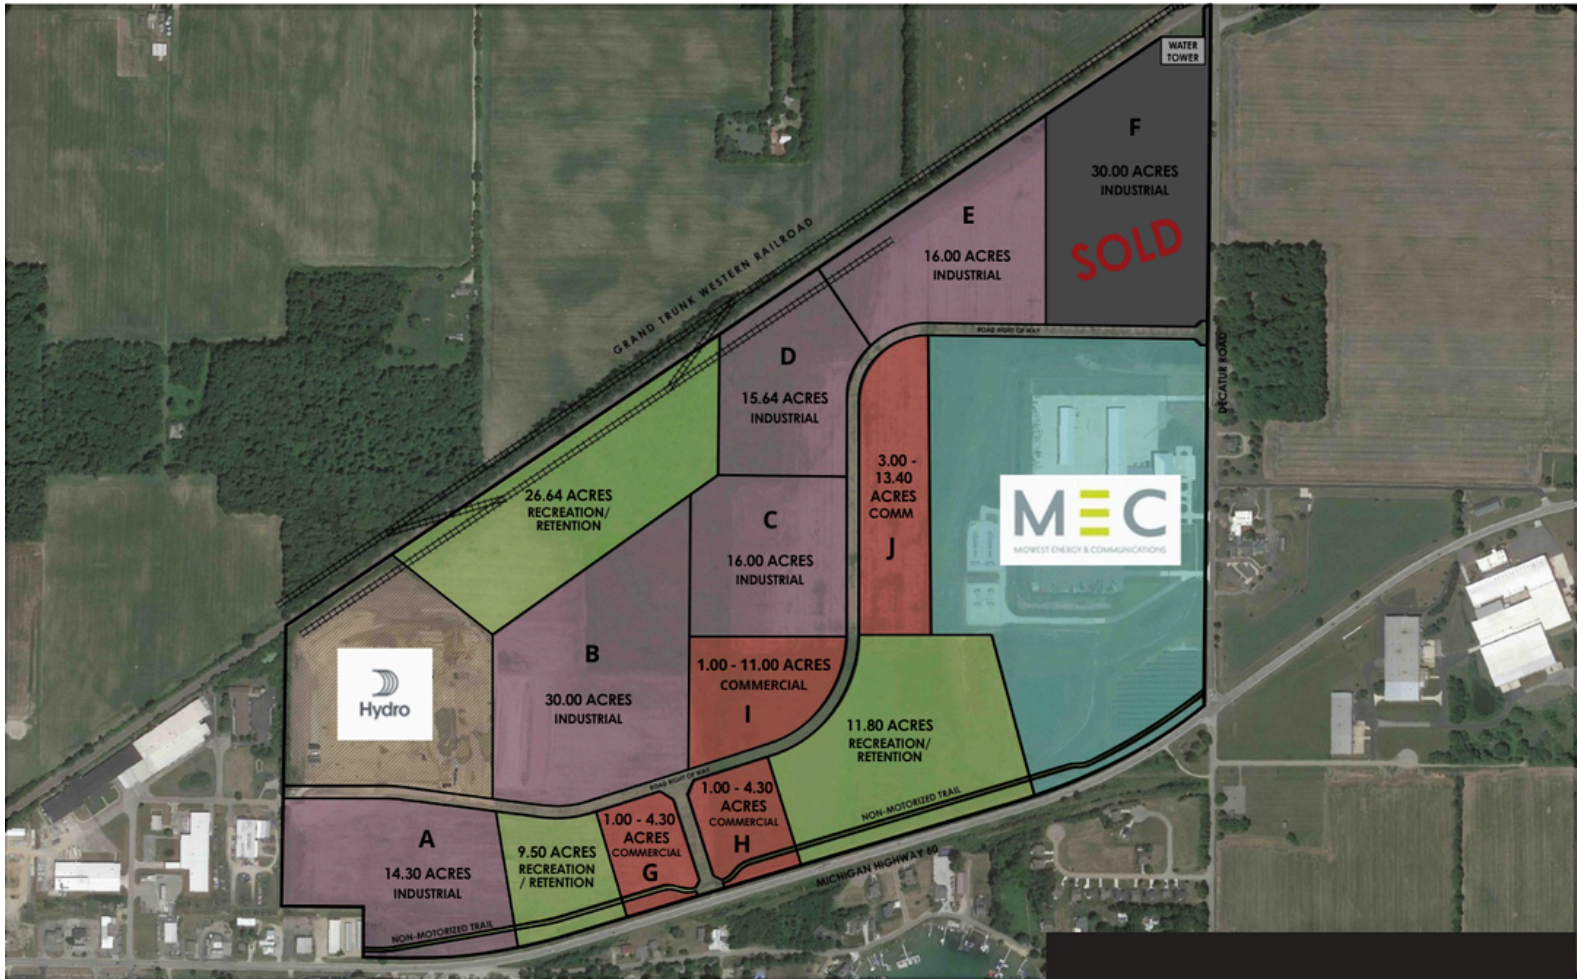 WATER
TOWER
F
30.00 ACRES
INDUSTRIAL
SOLD
E
16.00 ACRES
INDUSTRIAL
GRAND TRUNK WESTERN RAILROAD
ROAD RIGHT OF WAY
DECATUR ROAD
D
15.64 ACRES
INDUSTRIAL
3.00 -
13.40
ACRES
COMM
J
MEC
MIDWEST ENERGY & COMMUNICATIONS
26.64 ACRES
RECREATION/
RETENTION
C
16.00 ACRES
INDUSTRIAL
B
30.00 ACRES
INDUSTRIAL
1.00 - 11.00 ACRES
COMMERCIAL
I
Hydro
11.80 ACRES
RECREATION/
RETENTION
ROAD RIGHT OF WAY
1.00 - 4.30
ACRES
COMMERCIAL
H
NON-MOTORIZED TRAIL
1.00 - 4.30
ACRES
COMMERCIAL
G
A
14.30 ACRES
INDUSTRIAL
9.50 ACRES
RECREATION
/ RETENTION
MICHIGAN HIGHWAY 60
NON-MOTORIZED TRAIL